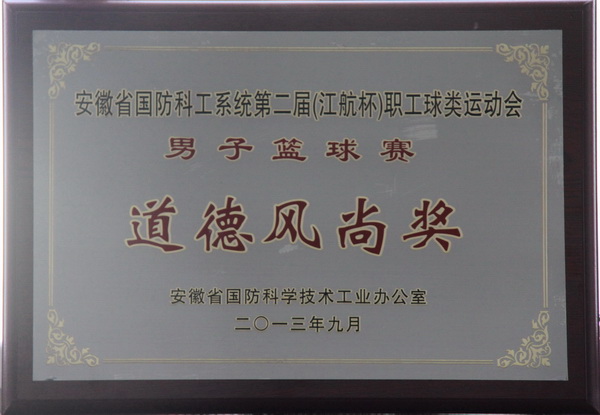 安徽省国防科工系统第二届(江航杯)职工球类运动会
男子篮球赛
道德风尚奖
安徽省国防科学技术工业办公室
二〇一三年九月